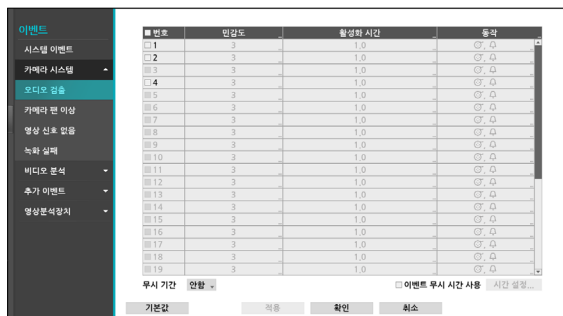 이벤트
시스템 이벤트
카메라 시스템
오디오 검출
카메라 팬 이상
영상 신호 없음
녹화 실패
비디오 분석
추가 이벤트
영상분석장치
번호 민감도 활성화 시간 동작
1 3 1.0
2 3 1.0
3 3 1.0
4 3 1.0
5 3 1.0
6 3 1.0
7 3 1.0
8 3 1.0
9 3 1.0
10 3 1.0
11 3 1.0
12 3 1.0
13 3 1.0
14 3 1.0
15 3 1.0
16 3 1.0
17 3 1.0
18 3 1.0
19 3 1.0
무시 기간 안함 이벤트 무시 시간 사용 시간 설정...
기본값 적용 확인 취소